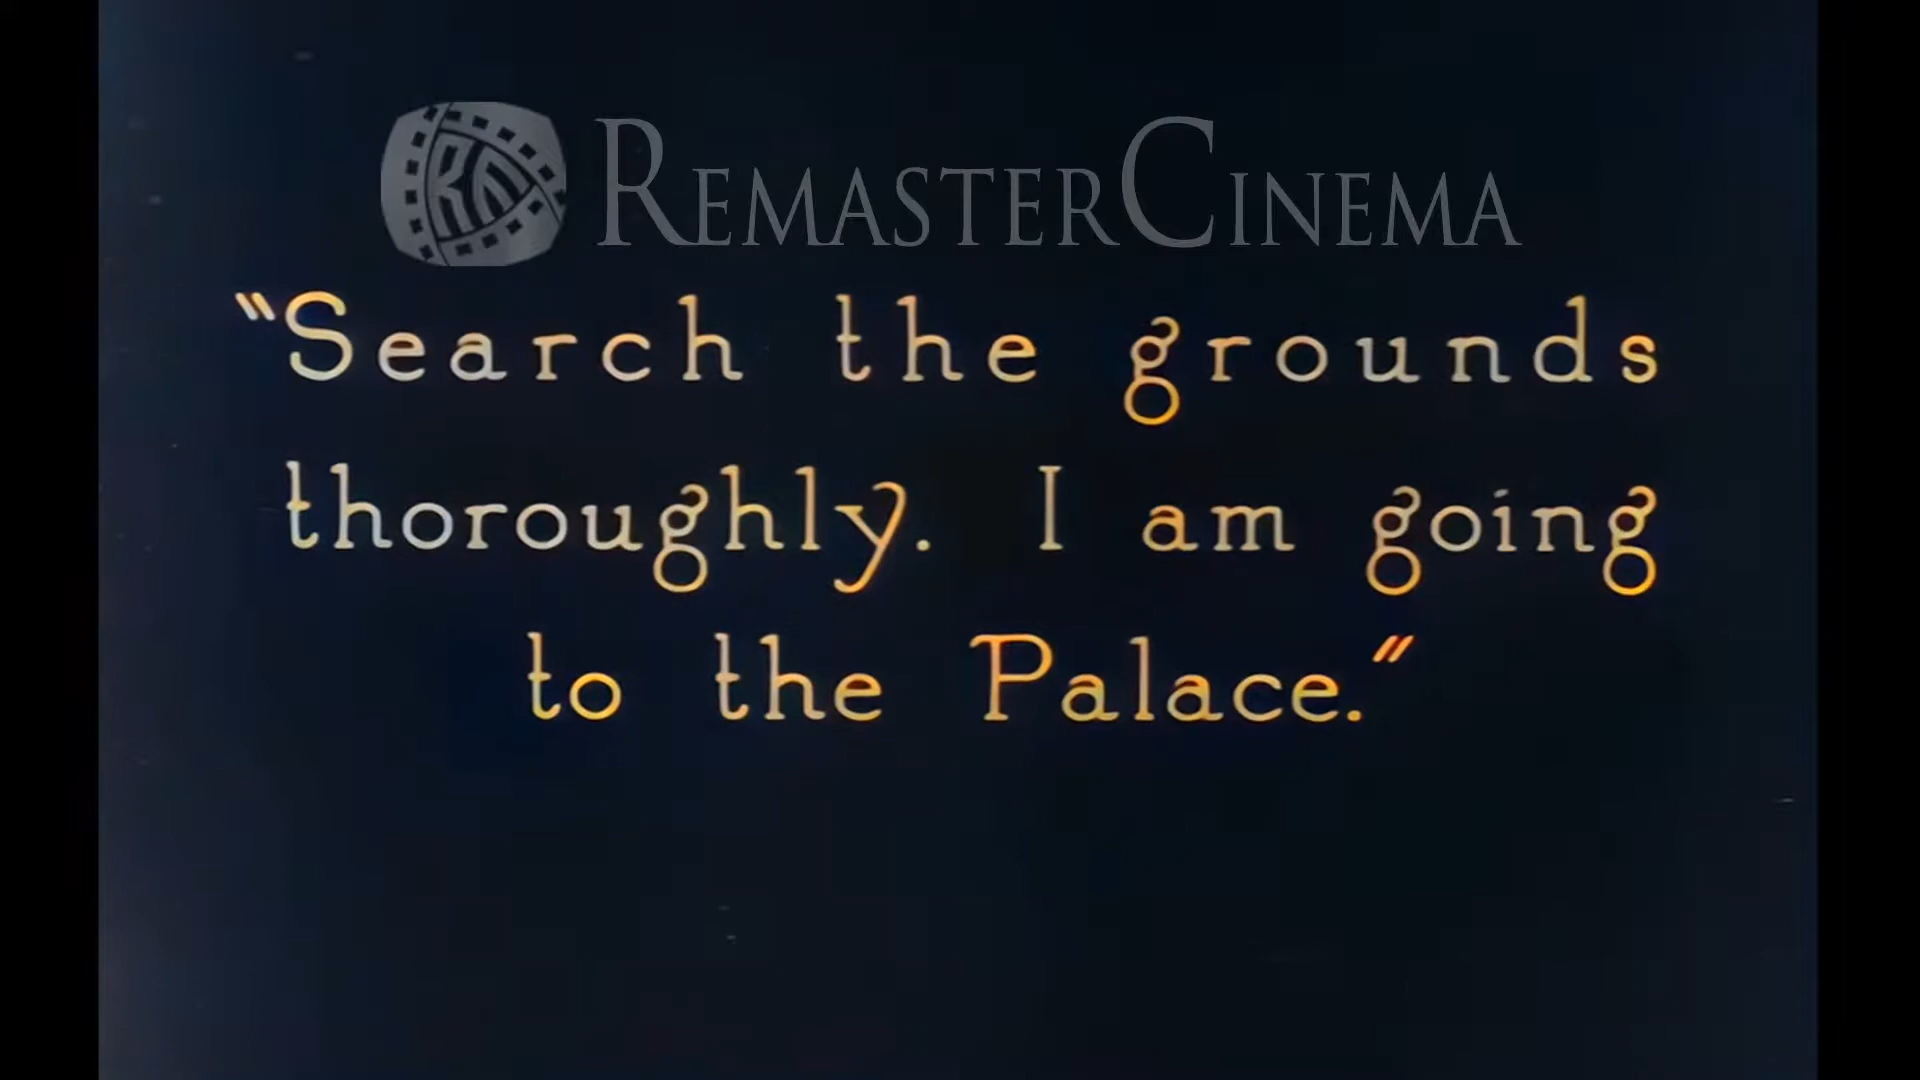 REMASTERCINEMA
"Search the grounds
thoroughly. I am going
to the Palace."